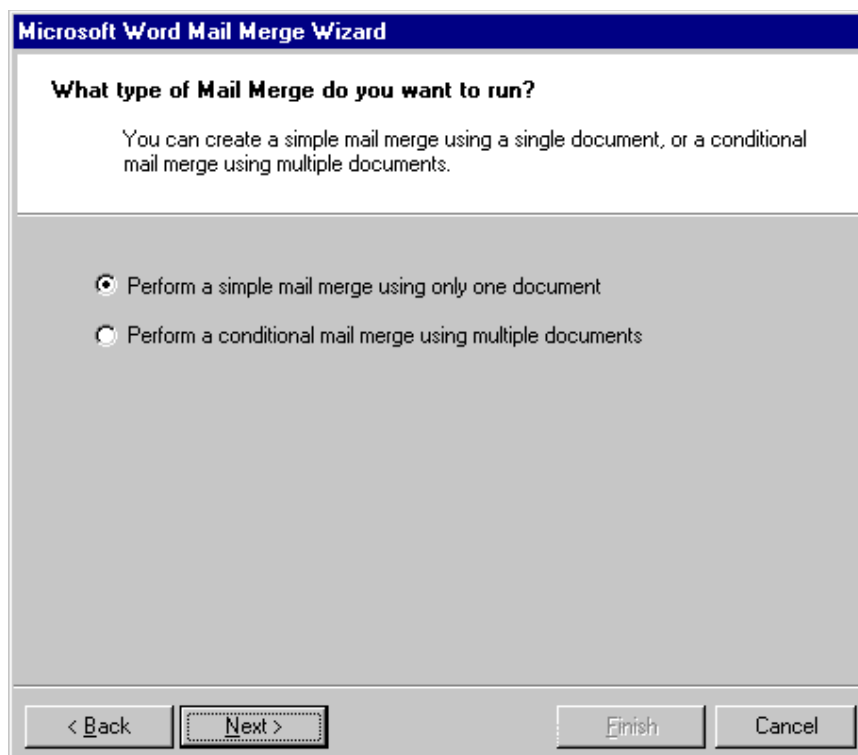 Microsoft Word Mail Merge Wizard
What type of Mail Merge do you want to run?
You can create a simple mail merge using a single document, or a conditional
mail merge using multiple documents.
Perform a simple mail merge using only one document
Perform a conditional mail merge using multiple documents
< Back Next > Finish Cancel